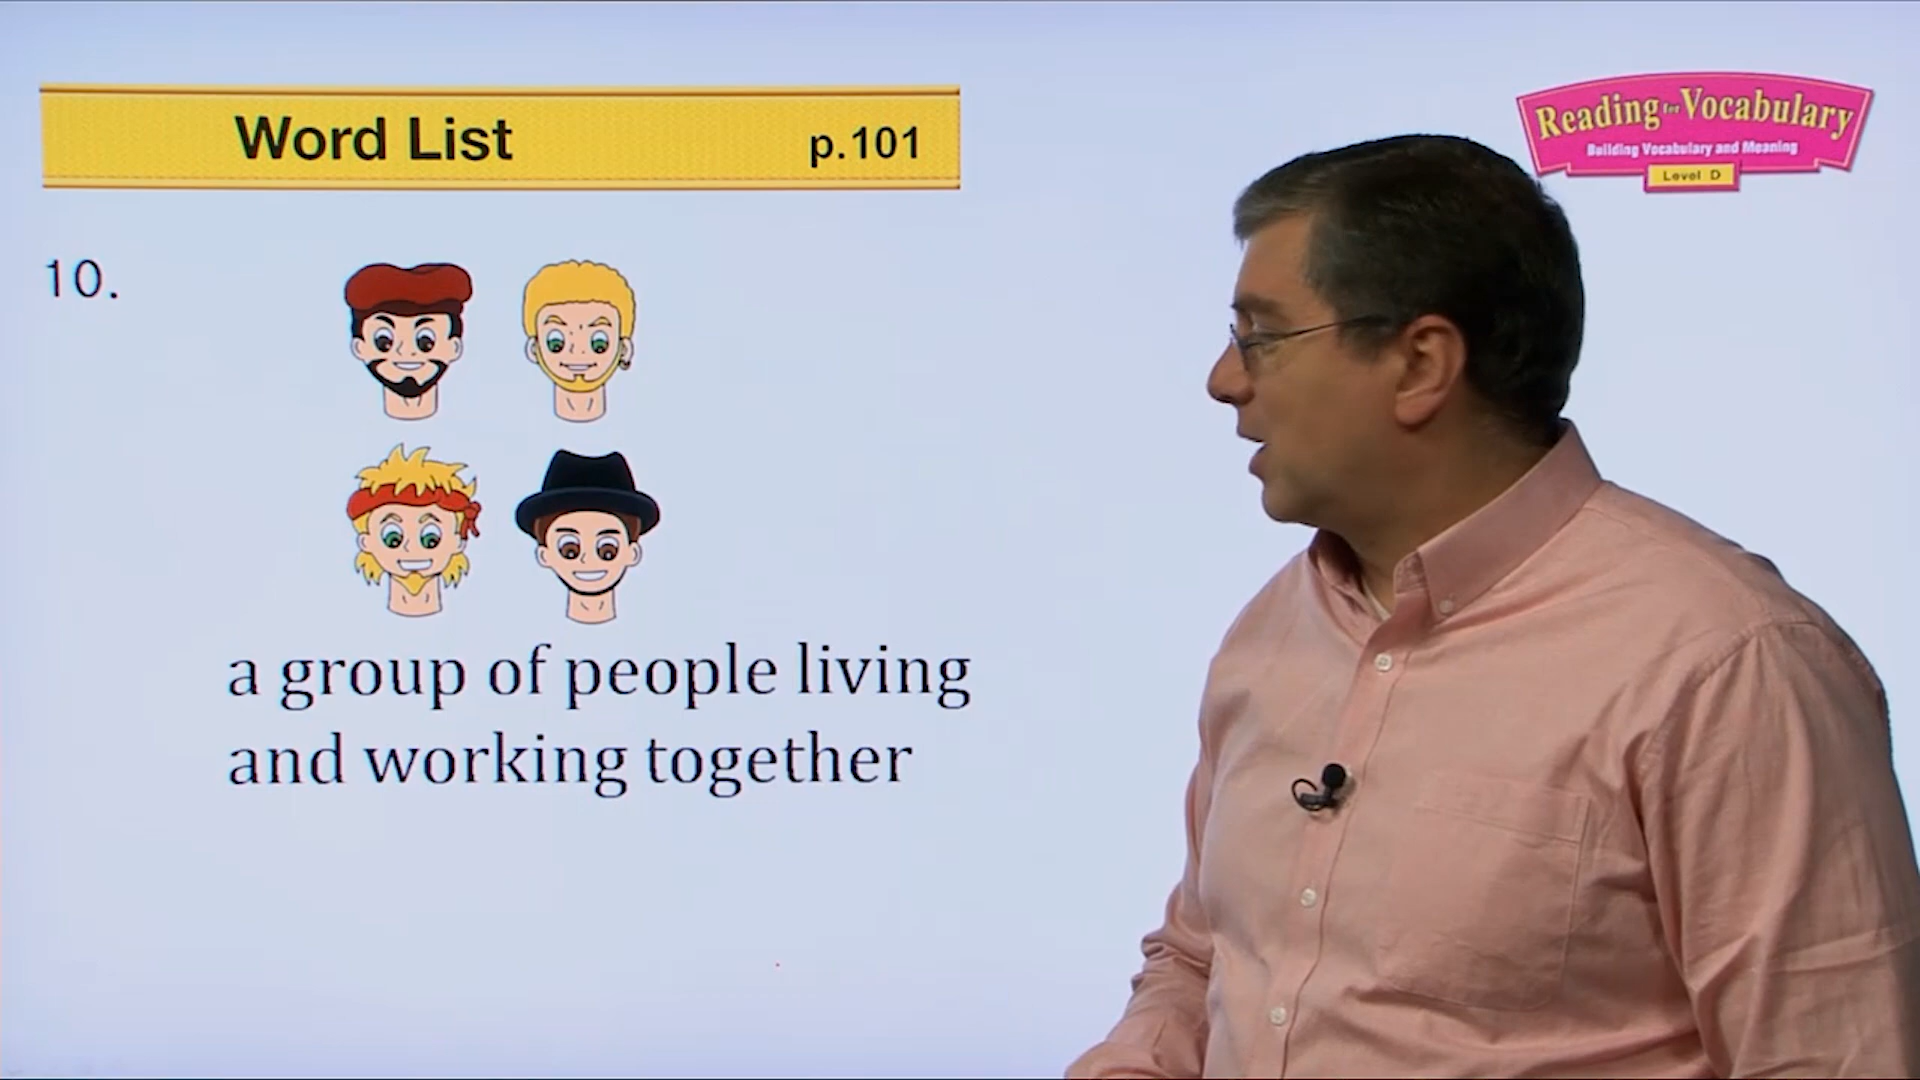 Word List p.101
Reading for Vocabulary
Building Vocabulary and Meaning
Level D
10.
a group of people living
and working together